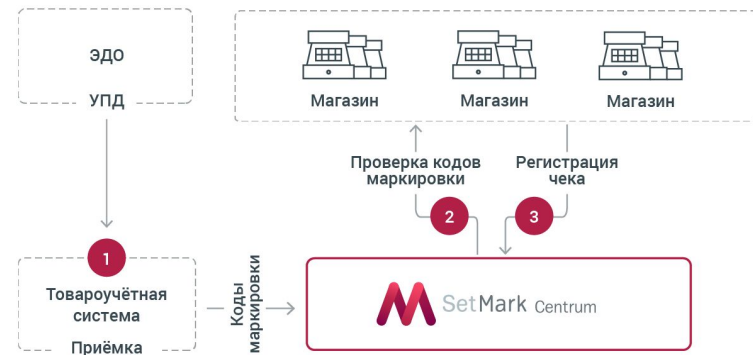 ЭДО
УПД
Магазин
Магазин
Магазин
Проверка кодов
маркировки
Регистрация
чека
2
3
1
Товароучётная
система
Приёмка
Коды
маркировки
SetMark Centrum